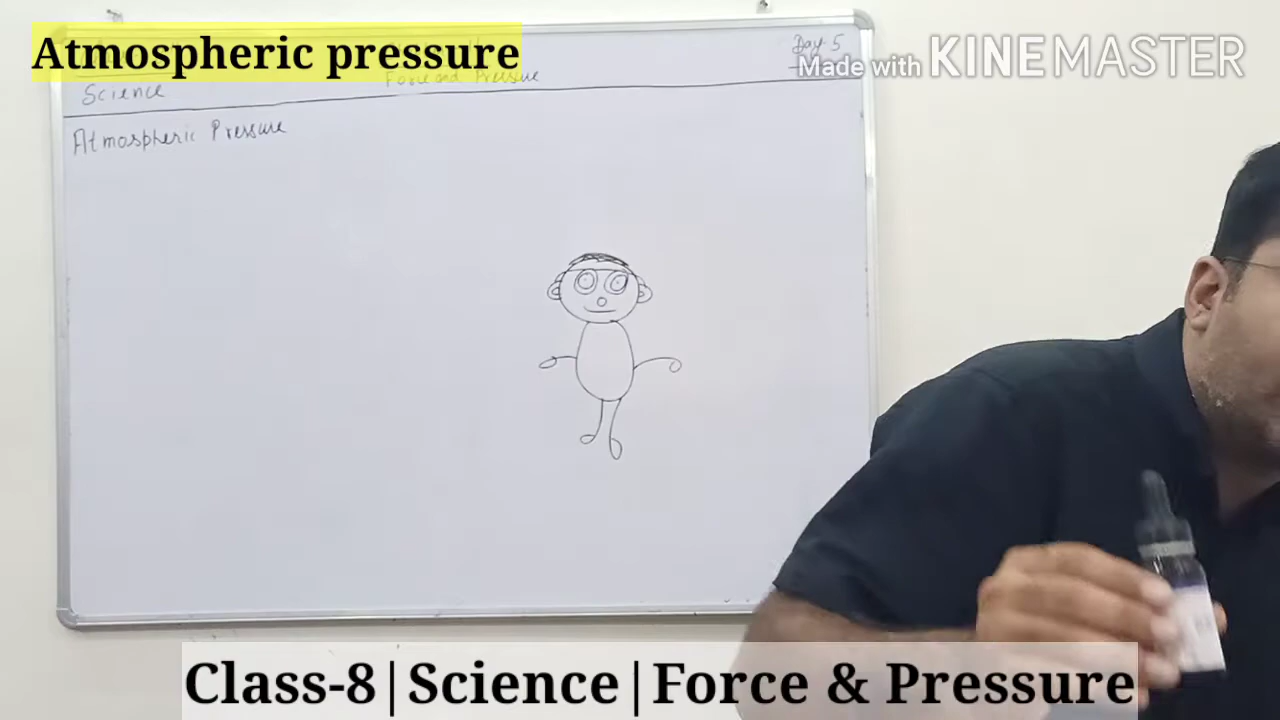 Atmospheric pressure
Day-5
Made with KINEMASTER
Force and Pressure
Science
Atmospheric Pressure
Class-8|Science|Force & Pressure